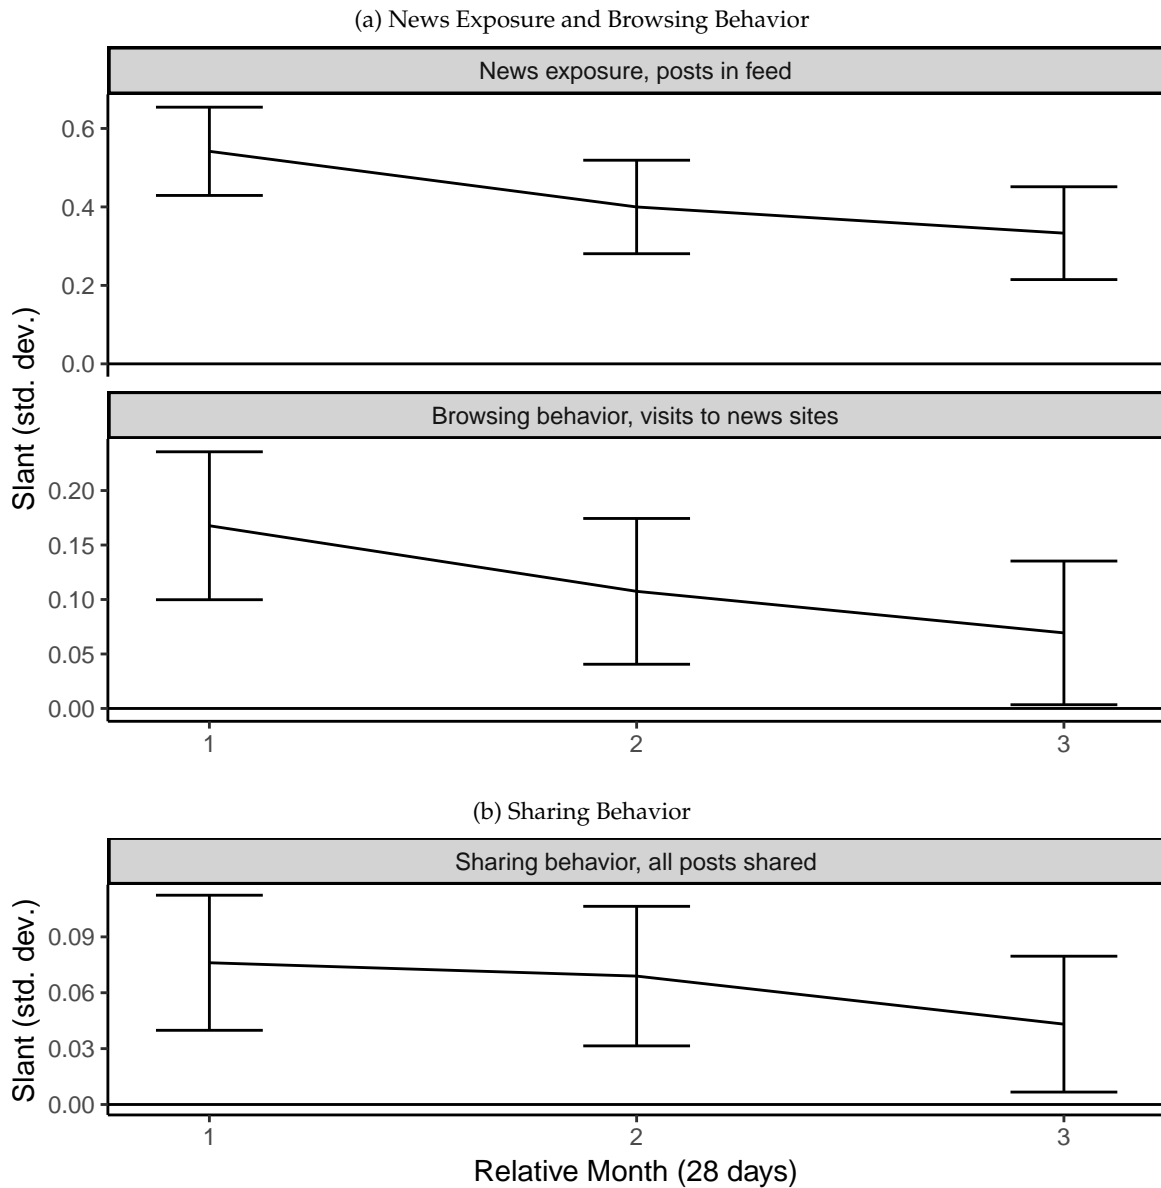 (a) News Exposure and Browsing Behavior
News exposure, posts in feed
0.6
0.4
0.2
0.0
Slant (std. dev.)
Browsing behavior, visits to news sites
0.20
0.15
0.10
0.05
0.00
1 2 3
(b) Sharing Behavior
Sharing behavior, all posts shared
Slant (std. dev.)
0.09
0.06
0.03
0.00
1 2 3
Relative Month (28 days)